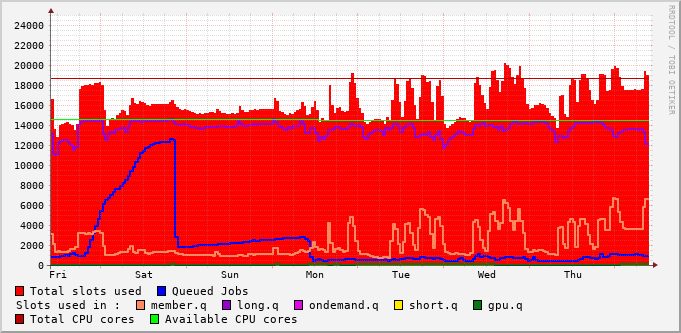 RRDTOOL / TOBI OETIKER
24000
22000
20000
18000
16000
14000
12000
10000
8000
6000
4000
2000
0
Fri Sat Sun Mon Tue Wed Thu
Total slots used Queued Jobs
Slots used in : member.q long.q ondemand.q short.q gpu.q
Total CPU cores Available CPU cores